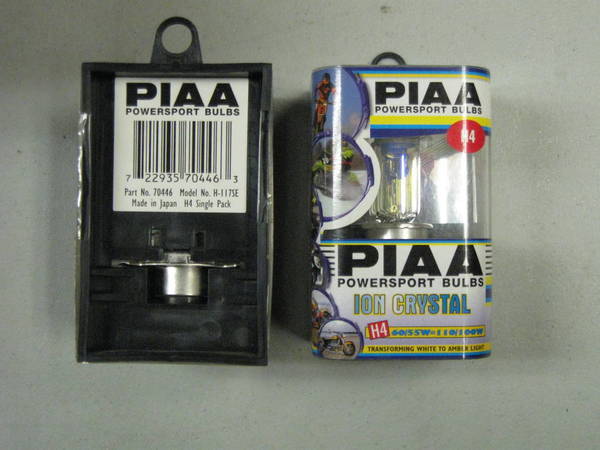 PIAA
POWERSPORT BULBS
7 22935 70446 3
Part No. 70446 Model No. H-117SE
Made in Japan H4 Single Pack
PIAA
POWERSPORT BULBS
H4
PIAA
POWERSPORT BULBS
ION CRYSTAL
H4 60/55W=110/100W
TRANSFORMING WHITE TO AMBER LIGHT